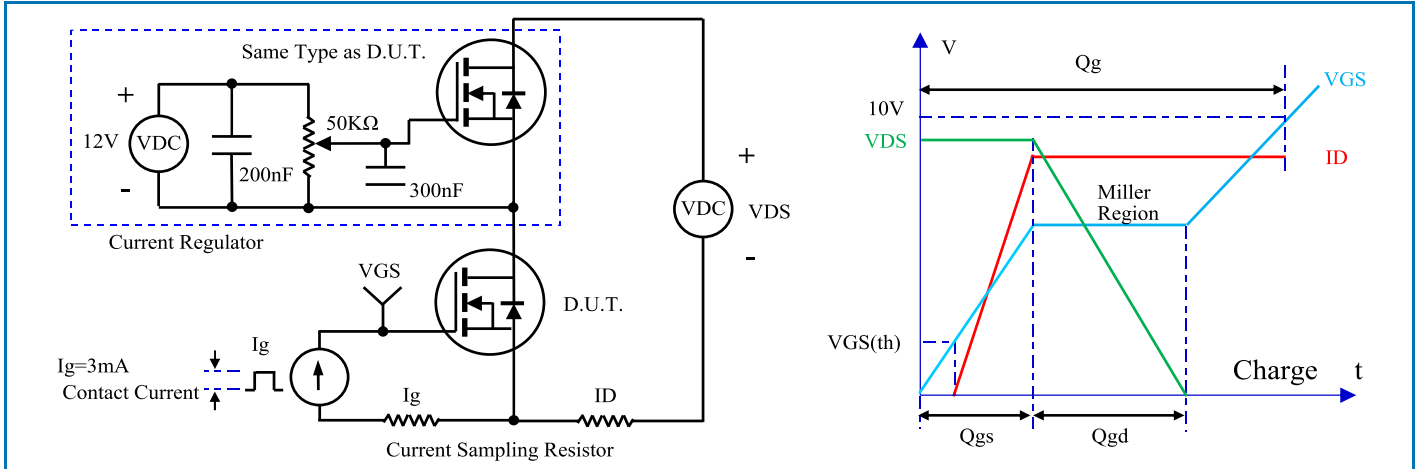 Same Type as D.U.T.
+
12V
VDC
-
50KΩ
200nF
300nF
Current Regulator
+
VDC
VDS
-
VGS
D.U.T.
Ig=3mA
Contact Current
Ig
Ig
ID
Current Sampling Resistor
V
Qg
VGS
10V
VDS
ID
Miller
Region
VGS(th)
Charge t
Qgs
Qgd